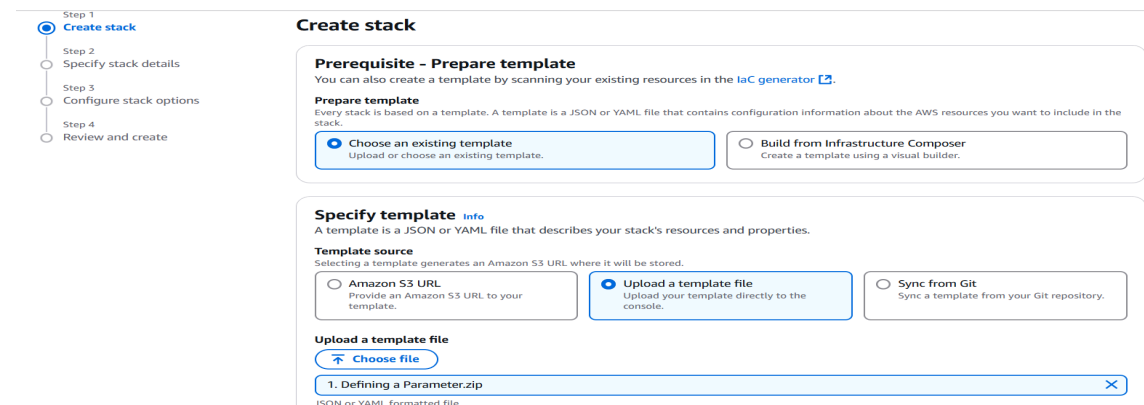 Step 1
Create stack
Step 2
Specify stack details
Step 3
Configure stack options
Step 4
Review and create
Create stack
Prerequisite - Prepare template
You can also create a template by scanning your existing resources in the IaC generator.
Prepare template
Every stack is based on a template. A template is a JSON or YAML file that contains configuration information about the AWS resources you want to include in the
stack.
Choose an existing template
Upload or choose an existing template.
Build from Infrastructure Composer
Create a template using a visual builder.
Specify template Info
A template is a JSON or YAML file that describes your stack's resources and properties.
Template source
Selecting a template generates an Amazon S3 URL where it will be stored.
Amazon S3 URL
Provide an Amazon S3 URL to your
template.
Upload a template file
Upload your template directly to the
console.
Sync from Git
Sync a template from your Git repository.
Upload a template file
Choose file
1. Defining a Parameter.zip
JSON or YAML formatted file